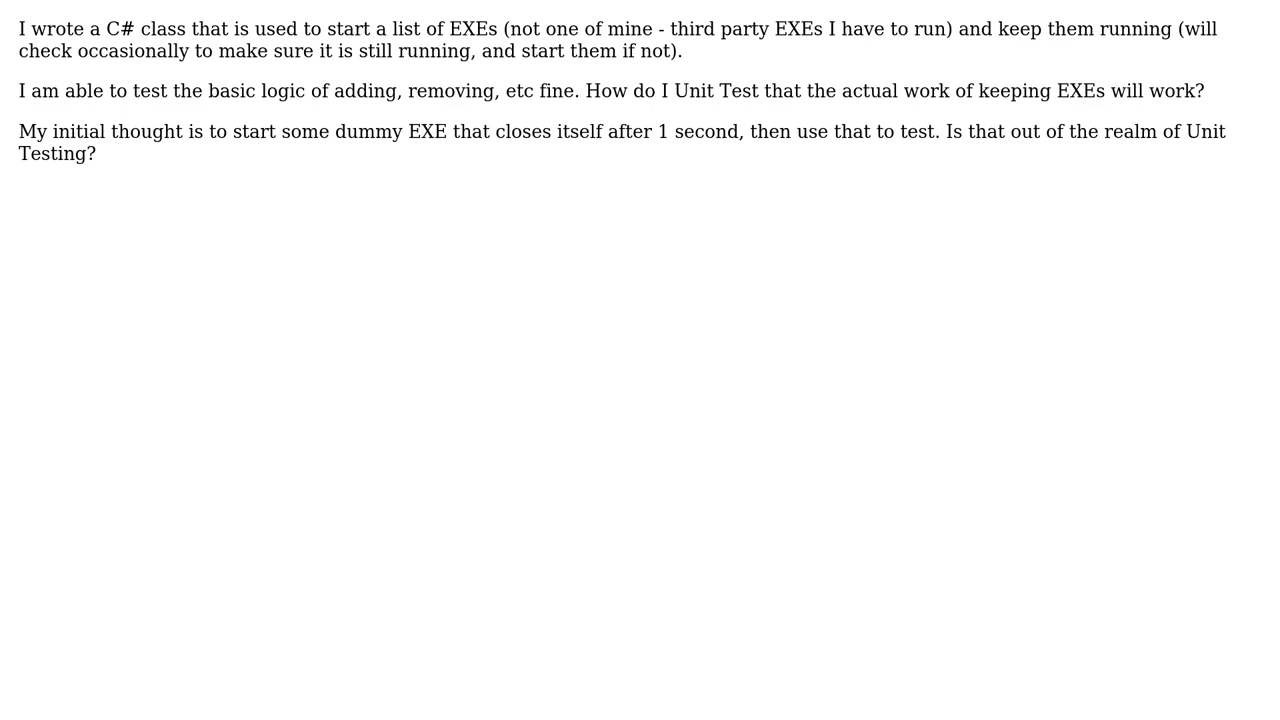 I wrote a C# class that is used to start a list of EXEs (not one of mine - third party EXEs I have to run) and keep them running (will
check occasionally to make sure it is still running, and start them if not).
I am able to test the basic logic of adding, removing, etc fine. How do I Unit Test that the actual work of keeping EXEs will work?
My initial thought is to start some dummy EXE that closes itself after 1 second, then use that to test. Is that out of the realm of Unit
Testing?